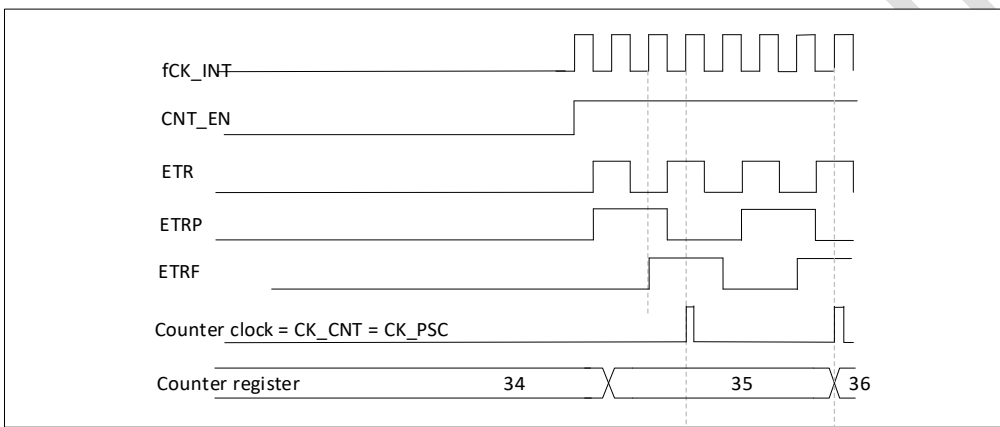 fCK_INT
CNT_EN
ETR
ETRP
ETRF
Counter clock = CK_CNT = CK_PSC
Counter register 34 35 36